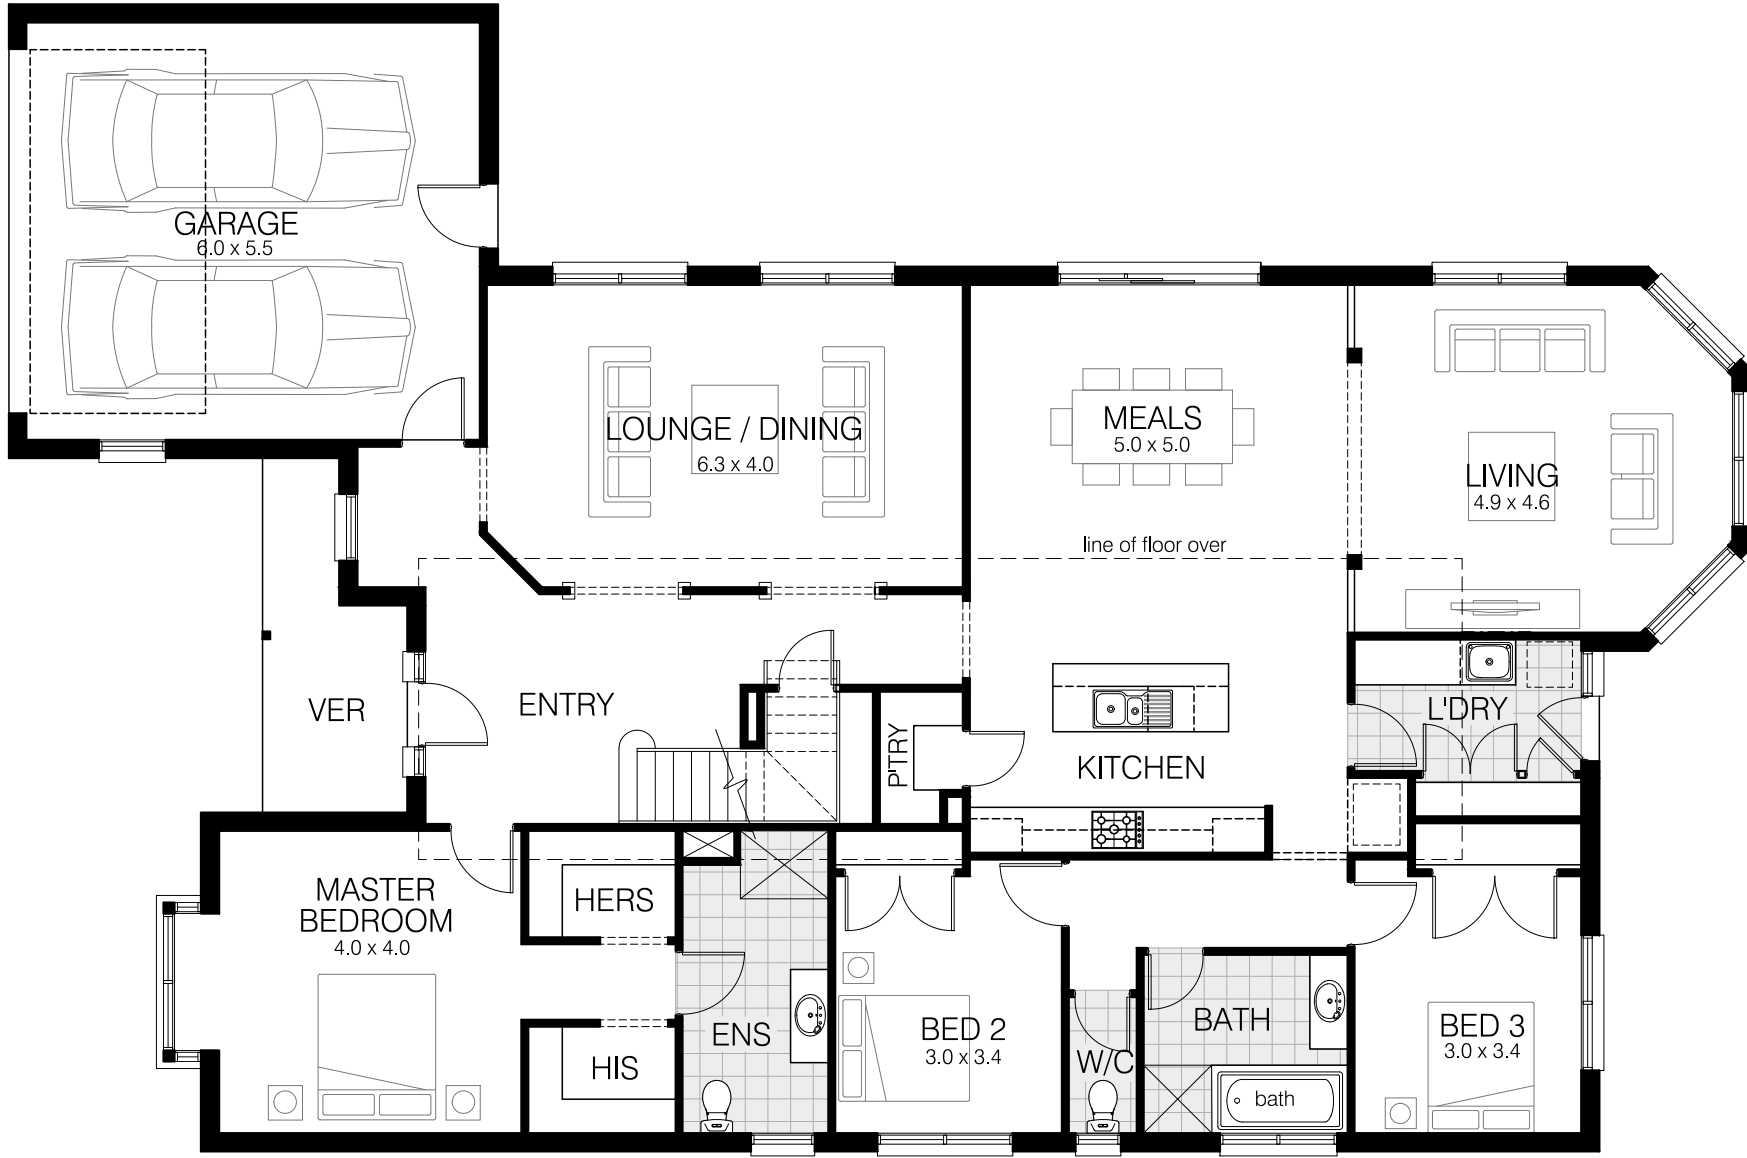 GARAGE
6.0 x 5.5
LOUNGE / DINING
6.3 x 4.0
MEALS
5.0 x 5.0
LIVING
4.9 x 4.6
line of floor over
VER
ENTRY
P'TRY
KITCHEN
L'DRY
MASTER
BEDROOM
4.0 x 4.0
HERS
HIS
ENS
BED 2
3.0 x 3.4
W/C
BATH
bath
BED 3
3.0 x 3.4